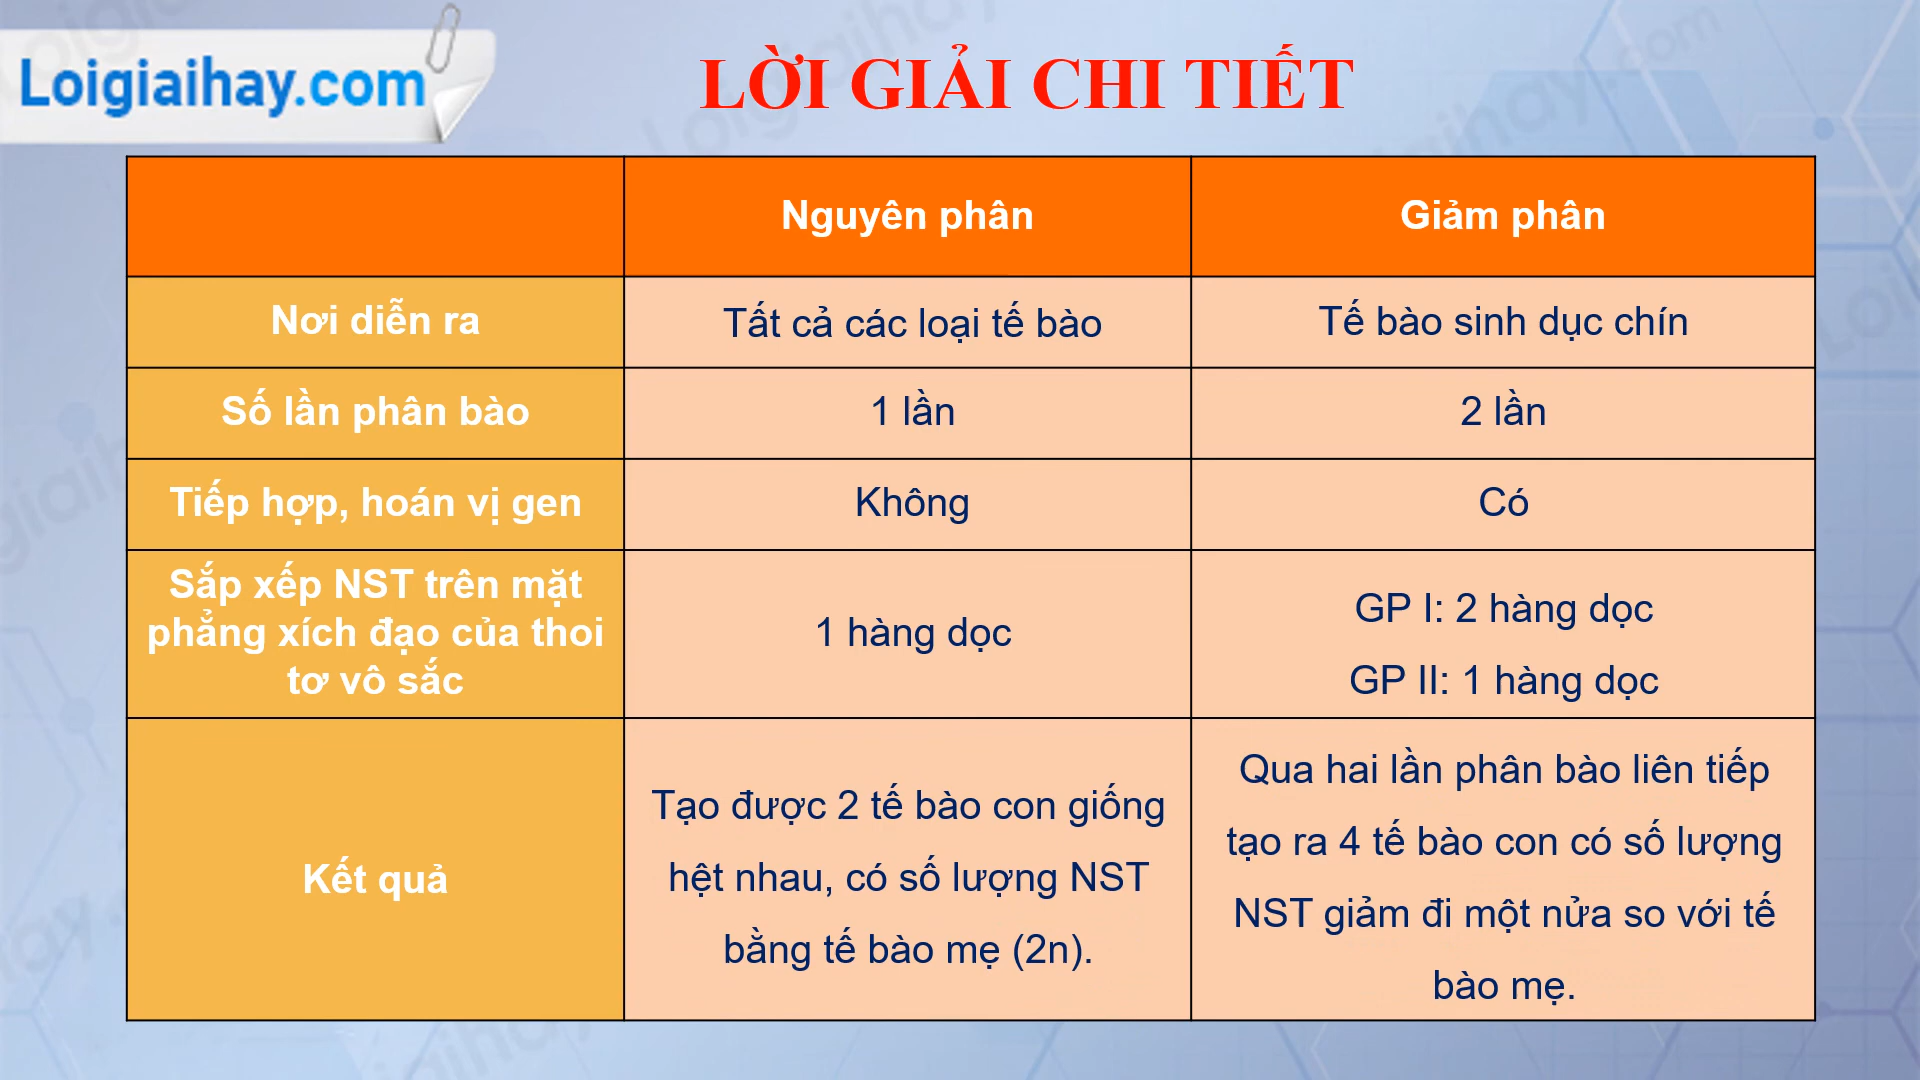 Loigiaihay.com
LỜI GIẢI CHI TIẾT
Nguyên phân
Giảm phân
Nơi diễn ra
Tất cả các loại tế bào
Tế bào sinh dục chín
Số lần phân bào
1 lần
2 lần
Tiếp hợp, hoán vị gen
Không
Có
Sắp xếp NST trên mặt
phẳng xích đạo của thoi
tơ vô sắc
1 hàng dọc
GP I: 2 hàng dọc
GP II: 1 hàng dọc
Kết quả
Tạo được 2 tế bào con giống
hệt nhau, có số lượng NST
bằng tế bào mẹ (2n).
Qua hai lần phân bào liên tiếp
tạo ra 4 tế bào con có số lượng
NST giảm đi một nửa so với tế
bào mẹ.